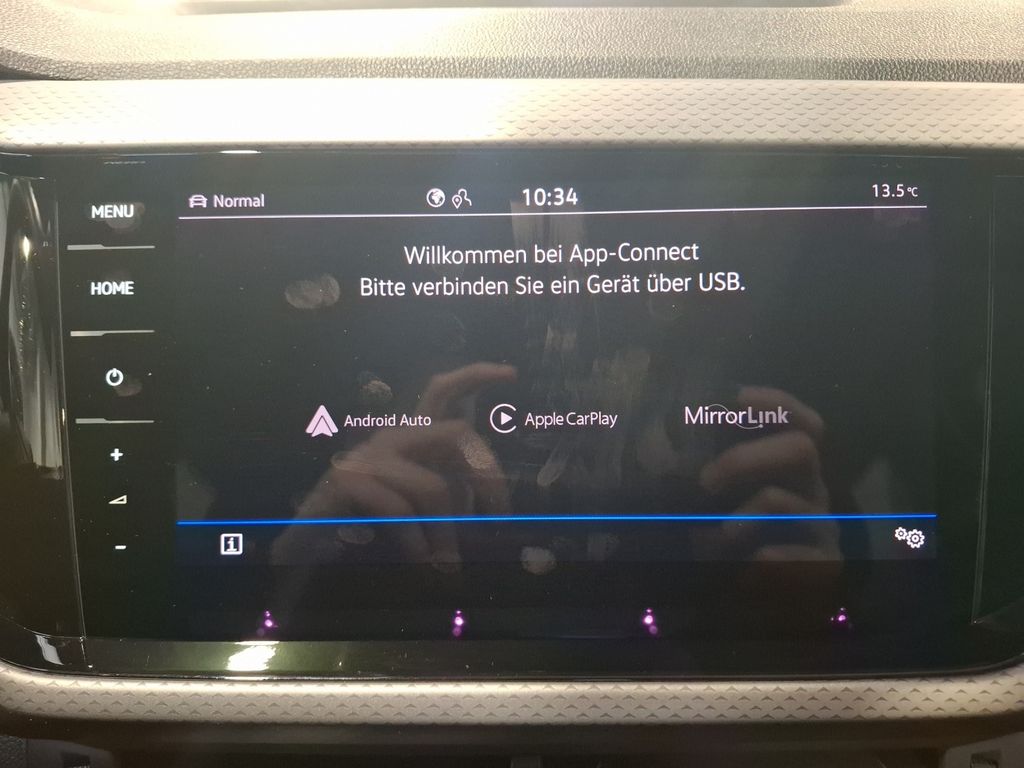 MENU
HOME
Normal
10:34
13.5°C
Willkommen bei App-Connect
Bitte verbinden Sie ein Gerät über USB.
Android Auto
Apple CarPlay
MirrorLink